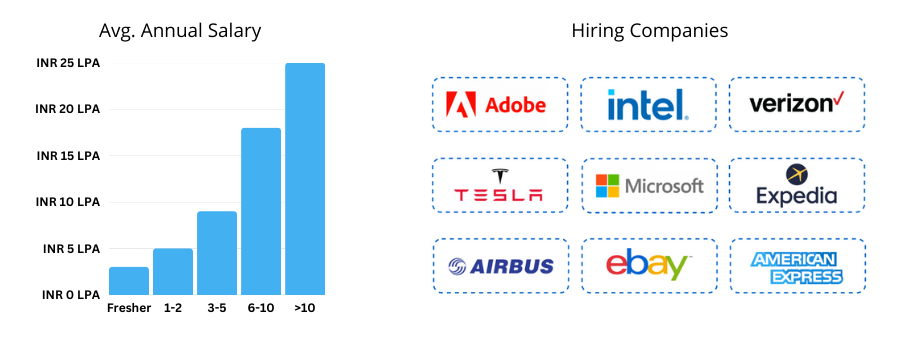 Avg. Annual Salary
INR 25 LPA
INR 20 LPA
INR 15 LPA
INR 10 LPA
INR 5 LPA
INR 0 LPA
Fresher 1-2 3-5 6-10 >10
Hiring Companies
Adobe intel. verizon✓
TESLA Microsoft Expedia
AIRBUS ebay™ AMERICAN EXPRESS